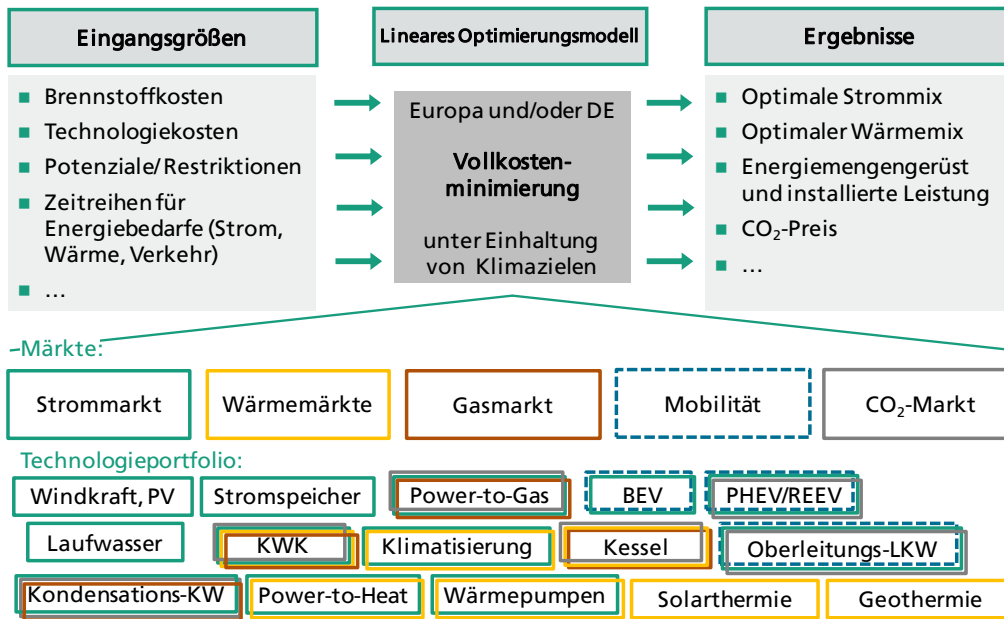 Eingangsgrößen
Lineares Optimierungsmodell
Ergebnisse
Brennstoffkosten
Technologiekosten
Potenziale/Restriktionen
Zeitreihen für
Energiebedarfe (Strom,
Wärme, Verkehr)
…
Europa und/oder DE
Vollkosten-
minimierung
unter Einhaltung
von Klimazielen
Optimale Strommix
Optimaler Wärmemix
Energiemengengerüst
und installierte Leistung
CO₂-Preis
…
Märkte:
Strommarkt
Wärmemärkte
Gasmarkt
Mobilität
CO₂-Markt
Technologieportfolio:
Windkraft, PV
Stromspeicher
Power-to-Gas
BEV
PHEV/REEV
Laufwasser
KWK
Klimatisierung
Kessel
Oberleitungs-LKW
Kondensations-KW
Power-to-Heat
Wärmepumpen
Solarthermie
Geothermie